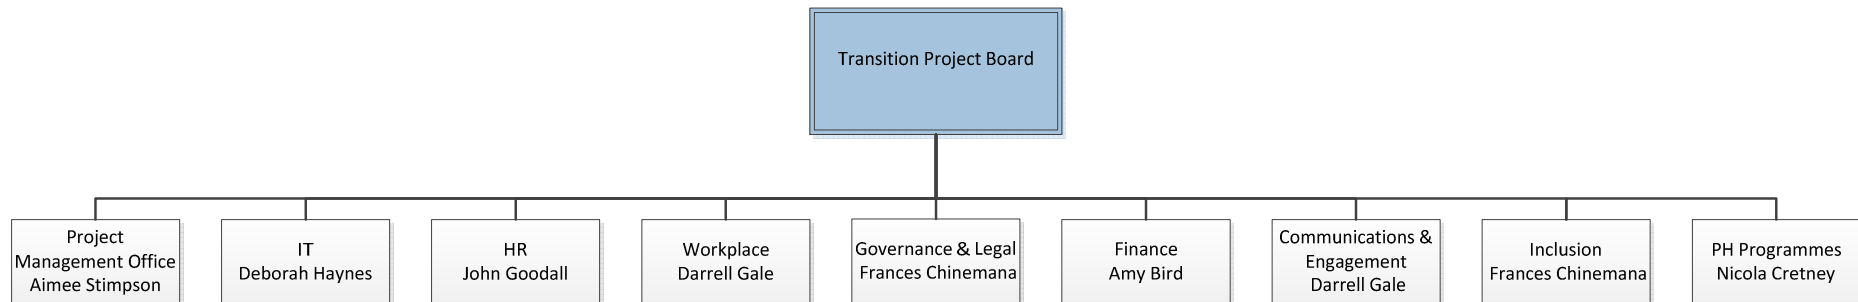 Transition Project Board
Project
Management Office
Aimee Stimpson
IT
Deborah Haynes
HR
John Goodall
Workplace
Darrell Gale
Governance & Legal
Frances Chinemana
Finance
Amy Bird
Communications &
Engagement
Darrell Gale
Inclusion
Frances Chinemana
PH Programmes
Nicola Cretney